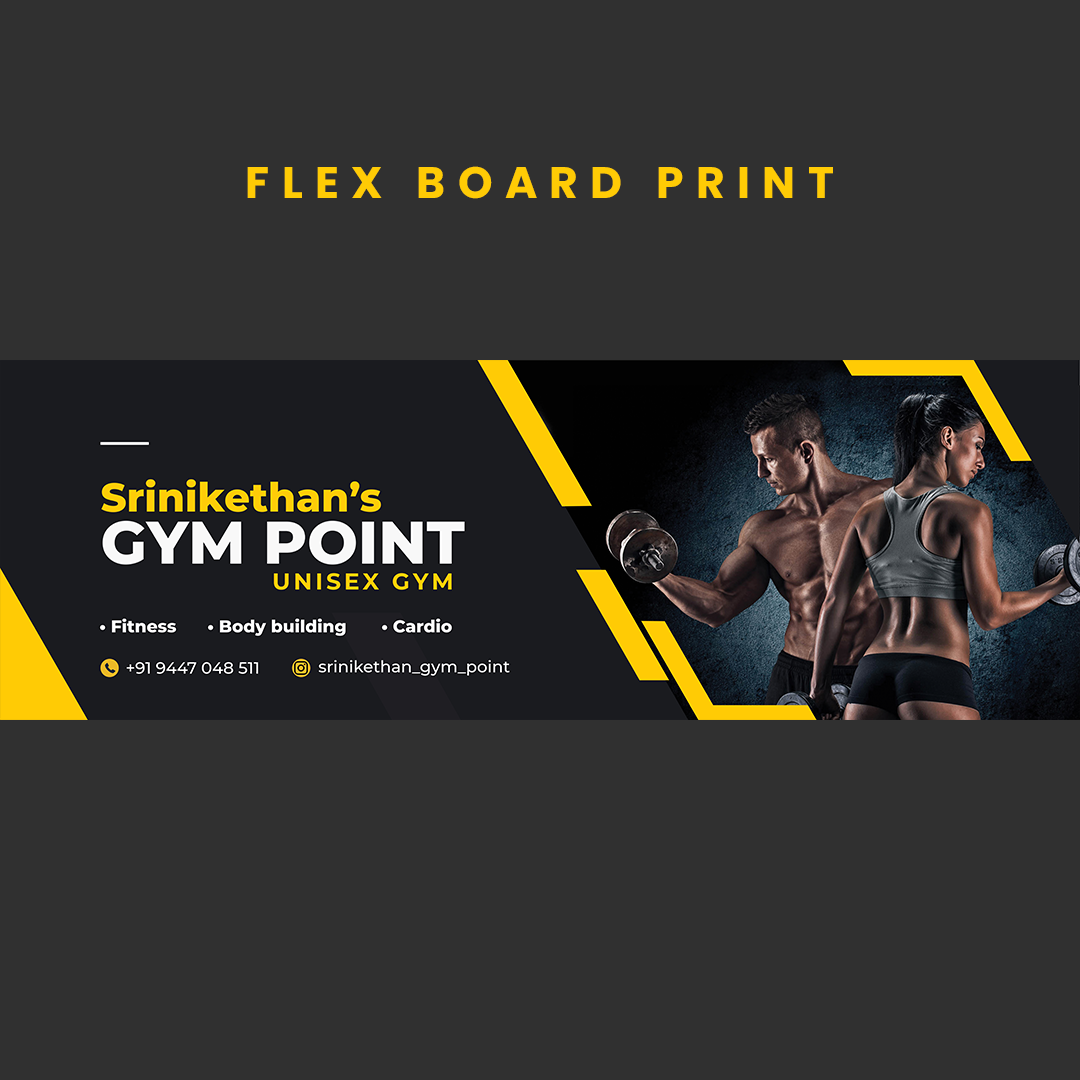 FLEX BOARD PRINT
Srinikethan’s
GYM POINT
UNISEX GYM
• Fitness • Body building • Cardio
+91 9447 048 511 srinikethan_gym_point